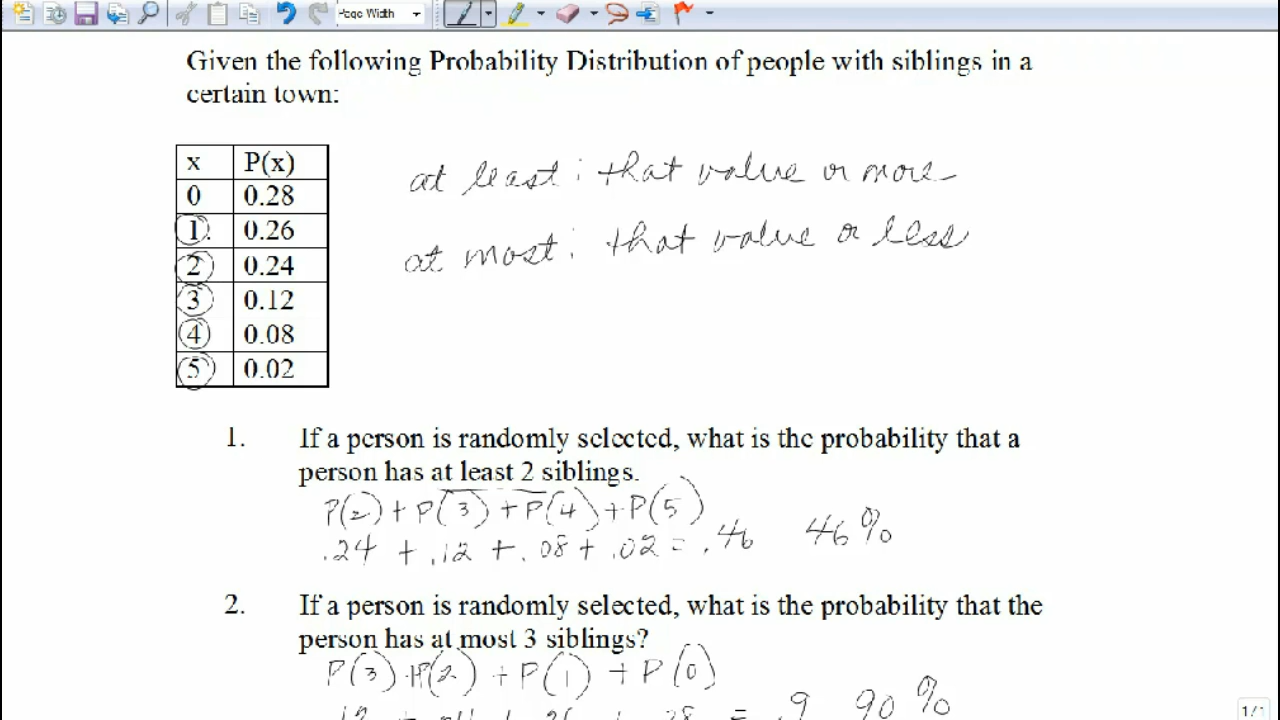 Page Width
Given the following Probability Distribution of people with siblings in a
certain town:
x P(x)
0 0.28
1 0.26
2 0.24
3 0.12
4 0.08
5 0.02
at least : that value or more
at most : that value or less
1. If a person is randomly selected, what is the probability that a
person has at least 2 siblings.
P(2) + P(3) + P(4) + P(5)
.24 + .12 + .08 + .02 = .46 46%
2. If a person is randomly selected, what is the probability that the
person has at most 3 siblings?
P(3) + P(2) + P(1) + P(0)
= .9 90%
1/1